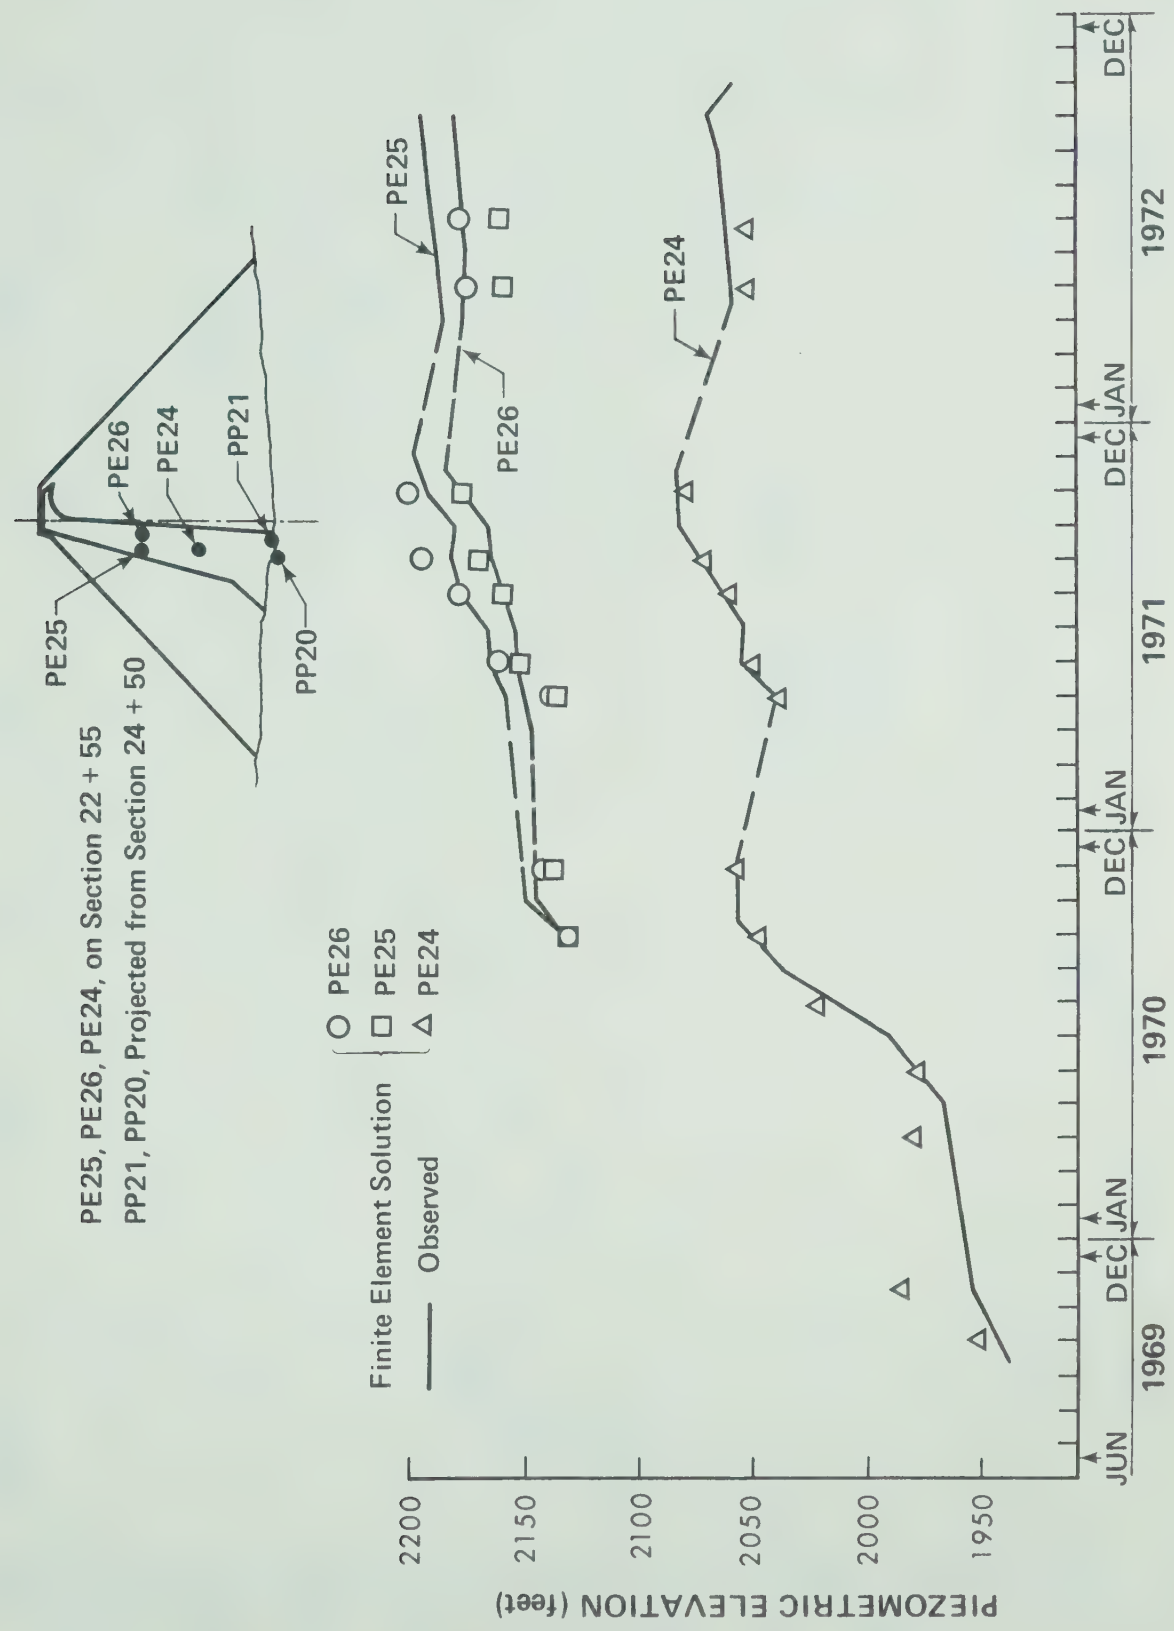 PE25, PE26, PE24, on Section 22 + 55
PP21, PP20, Projected from Section 24 + 50
PE25
PE26
PE24
PP21
PP20
Finite Element Solution
PE26
PE25
PE24
Observed
PE25
PE26
PE24
PIEZOMETRIC ELEVATION (feet)
2200
2150
2100
2050
2000
1950
JUN
DEC
JAN
DEC
JAN
DEC
JAN
DEC
1969
1970
1971
1972